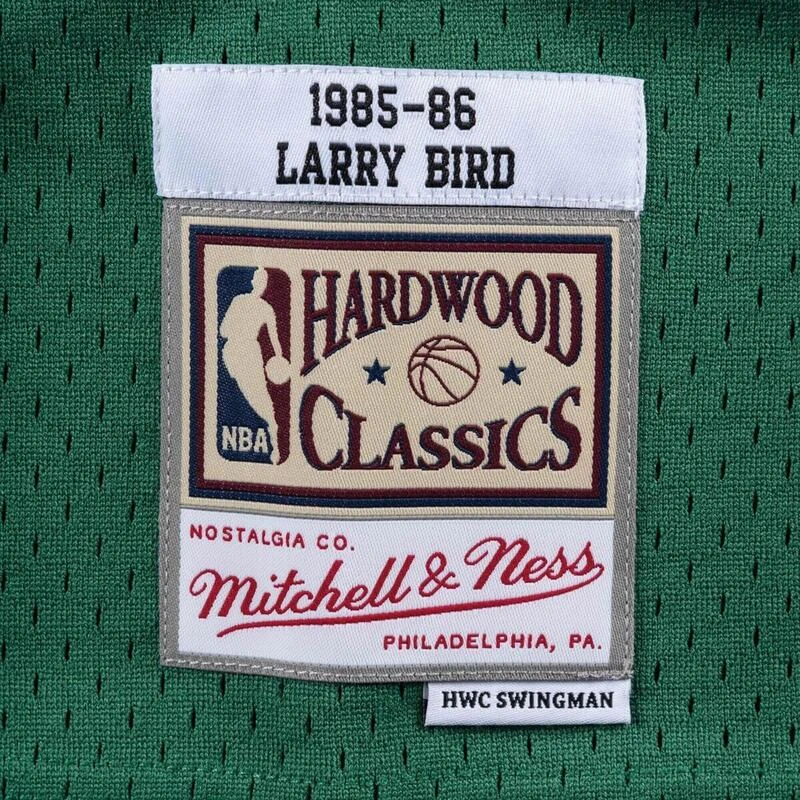 1985-86
LARRY BIRD
HARDWOOD
NBA
CLASSICS
NOSTALGIA CO.
Mitchell & Ness
PHILADELPHIA, PA.
HWC SWINGMAN